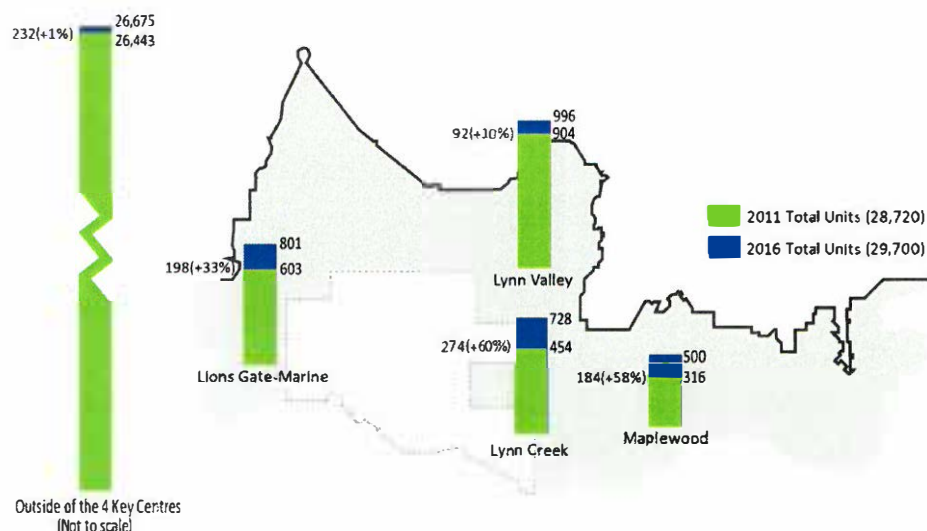 26,675
232(+1%)
26,443
996
92(+10%)
904
2011 Total Units (28,720)
2016 Total Units (29,700)
801
198(+33%)
603
Lynn Valley
728
274(+60%)
454
500
184(+58%)
316
Lions Gate-Marine
Lynn Creek
Maplewood
Outside of the 4 Key Centres
(Not to scale)